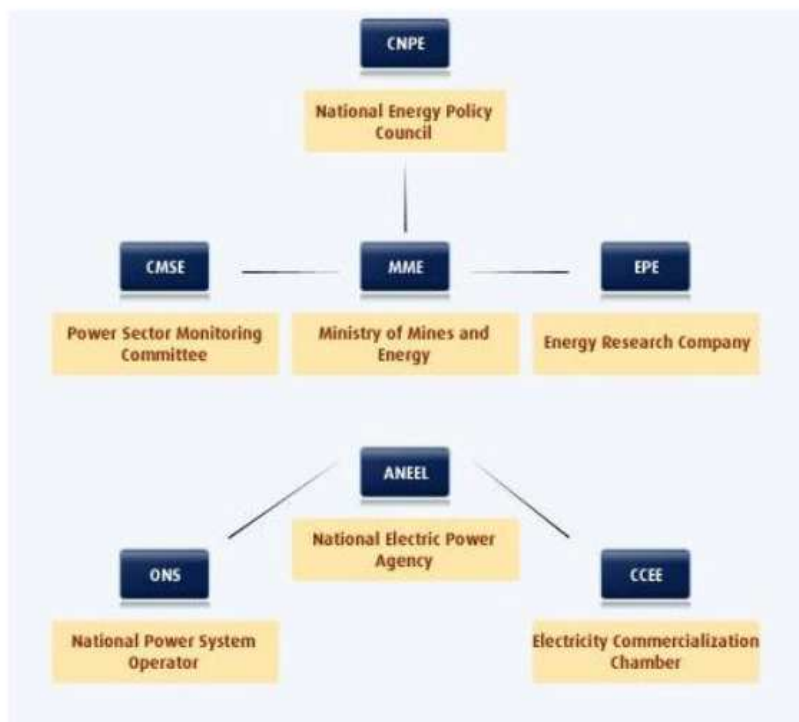 CNPE
National Energy Policy
Council
CMSE
MME
EPE
Power Sector Monitoring
Committee
Ministry of Mines and
Energy
Energy Research Company
ANEEL
National Electric Power
Agency
ONS
CCEE
National Power System
Operator
Electricity Commercialization
Chamber